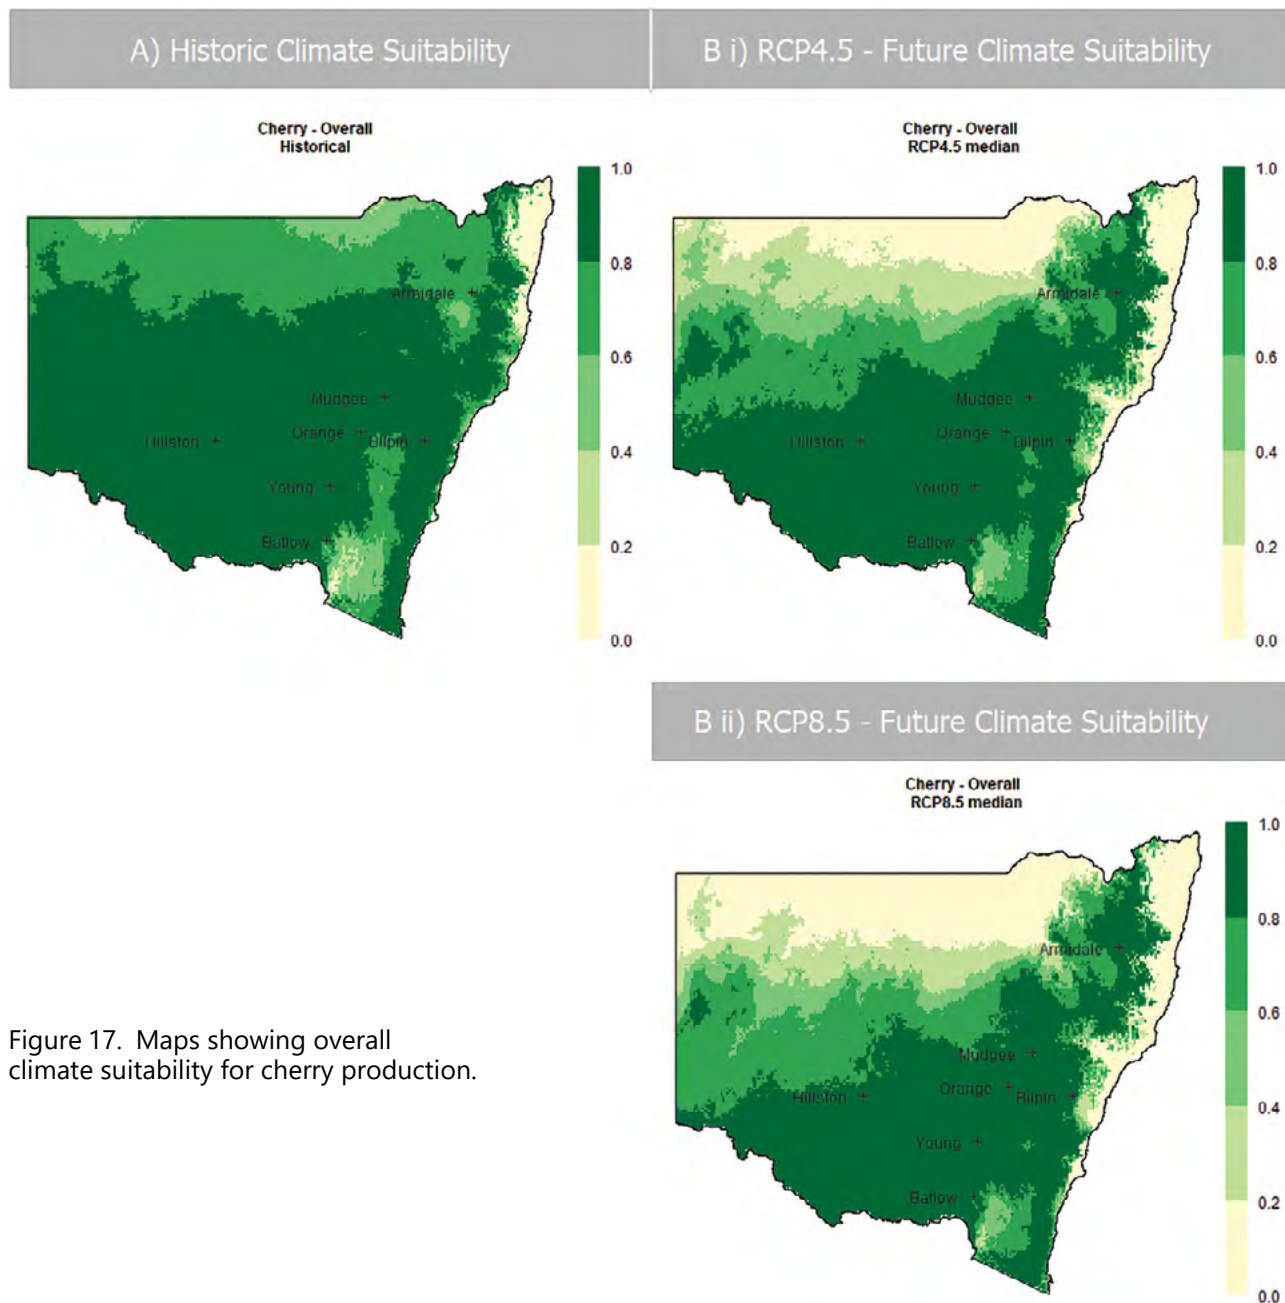 A) Historic Climate Suitability
B i) RCP4.5 - Future Climate Suitability
Cherry - Overall
Historical
1.0
0.8
0.6
0.4
0.2
0.0
Armidale
Mudgee
Orange
Bilpin
Hillston
Young
Batlow
Cherry - Overall
RCP4.5 median
1.0
0.8
0.6
0.4
0.2
0.0
Armidale
Mudgee
Orange
Bilpin
Hillston
Young
Batlow
B ii) RCP8.5 - Future Climate Suitability
Cherry - Overall
RCP8.5 median
1.0
0.8
0.6
0.4
0.2
0.0
Armidale
Mudgee
Orange
Bilpin
Hillston
Young
Batlow
Figure 17. Maps showing overall
climate suitability for cherry production.